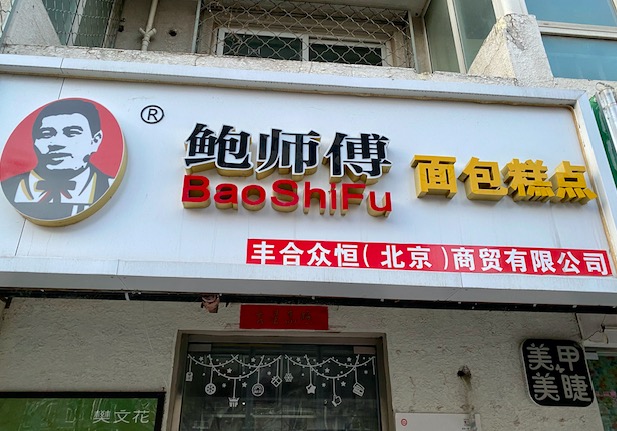 ®
鲍师傅
BaoShiFu
面包糕点
丰合众恒(北京)商贸有限公司
美甲
美睫
樊文花